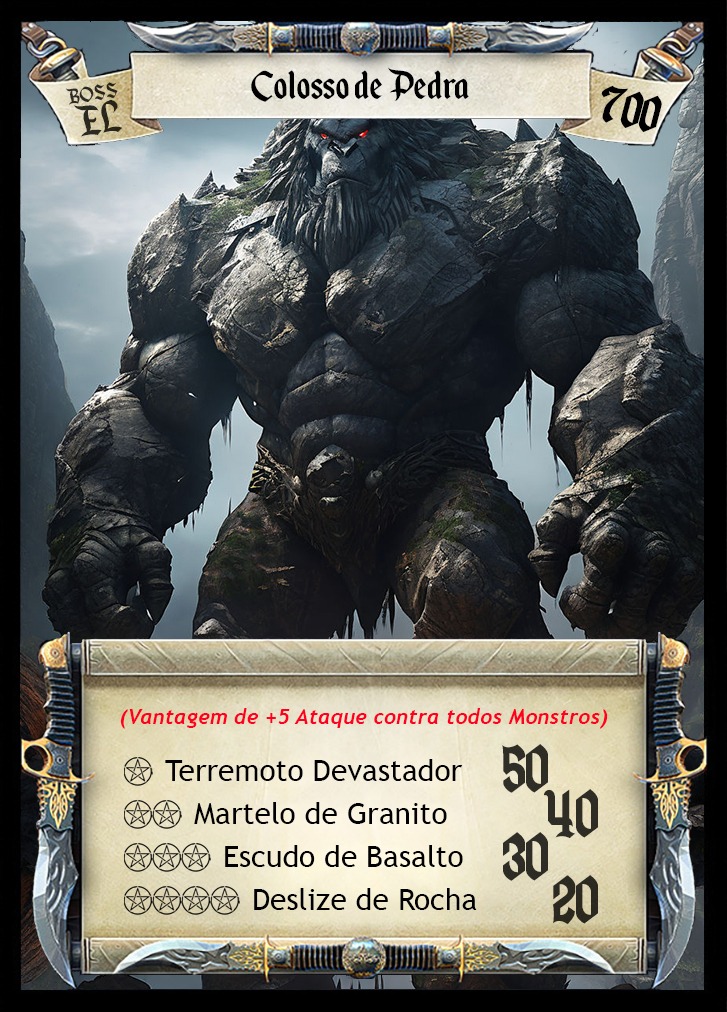 BOSS
EL
Colosso de Pedra
700
(Vantagem de +5 Ataque contra todos Monstros)
Terremoto Devastador 50
Martelo de Granito 40
Escudo de Basalto 30
Deslize de Rocha 20